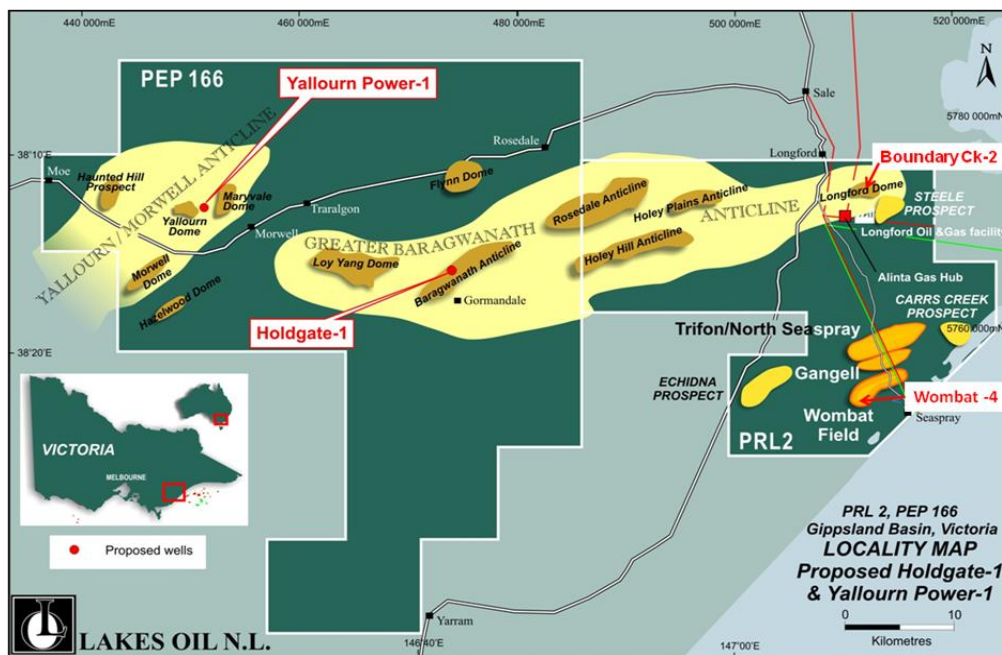 440 000mE
460 000mE
480 000mE
500 000mE
520 000mE
PEP 166
Yallourn Power-1
N
Sale
5780 000mN
38°10'E
Moe
Haunted Hill
Prospect
YALLOURN / MORWELL ANTICLINE
Yallourn
Dome
Maryvale
Dome
Traralgon
Morwell
Rosedale
Flynn Dome
Longford
Boundary Ck-2
Longford Dome
STEELE
PROSPECT
Longford Oil &Gas facility
Rosedale Anticline
Holey Plains Anticline
ANTICLINE
GREATER BARAGWANATH
Loy Yang Dome
Baragwanath Anticline
Holey Hill Anticline
Morwell
Dome
Hazelwood Dome
Gormandale
Alinta Gas Hub
CARRS CREEK
PROSPECT
Holdgate-1
Trifon/North Seaspray
5760 000mN
38°20'E
ECHIDNA
PROSPECT
Gangell
Wombat -4
Wombat
Field
Seaspray
PRL2
VICTORIA
MELBOURNE
Proposed wells
PRL 2, PEP 166
Gippsland Basin, Victoria
LOCALITY MAP
Proposed Holdgate-1
& Yallourn Power-1
0
10
Kilometres
Yarram
146°40'
147°00'
LAKES OIL N.L.